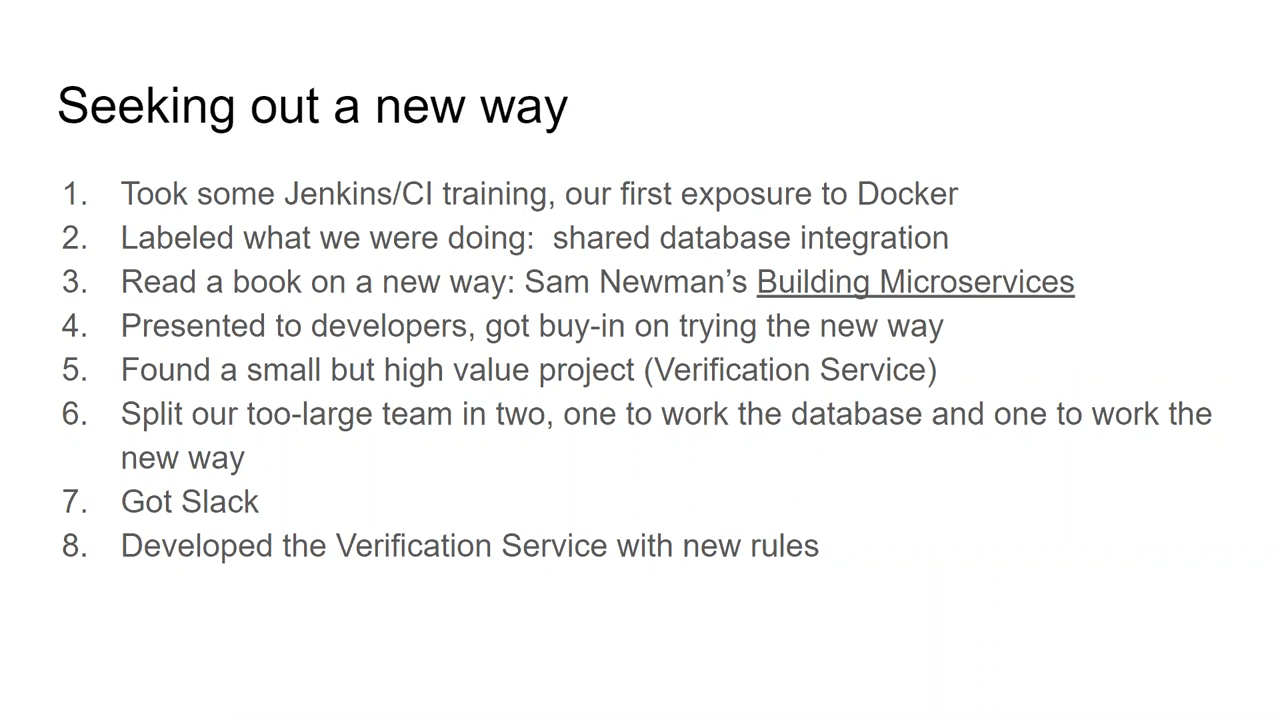 Seeking out a new way
1. Took some Jenkins/CI training, our first exposure to Docker
2. Labeled what we were doing:  shared database integration
3. Read a book on a new way: Sam Newman’s Building Microservices
4. Presented to developers, got buy-in on trying the new way
5. Found a small but high value project (Verification Service)
6. Split our too-large team in two, one to work the database and one to work the
new way
7. Got Slack
8. Developed the Verification Service with new rules